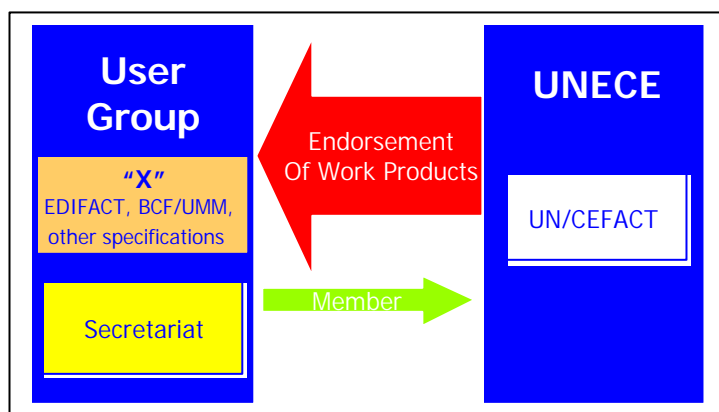 User
Group
“X”
EDIFACT, BCF/UMM,
other specifications
Secretariat
Endorsement
Of Work Products
Member
UNECE
UN/CEFACT